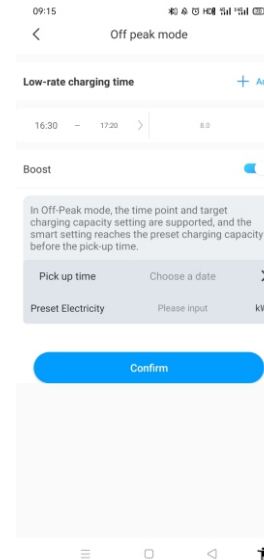 09:15
Off peak mode
Low-rate charging time
16:30 – 17:20 8.0
Boost
In Off-Peak mode, the time point and target
charging capacity setting are supported, and the
smart setting reaches the preset charging capacity
before the pick-up time.
Pick up time Choose a date
Preset Electricity Please input
Confirm